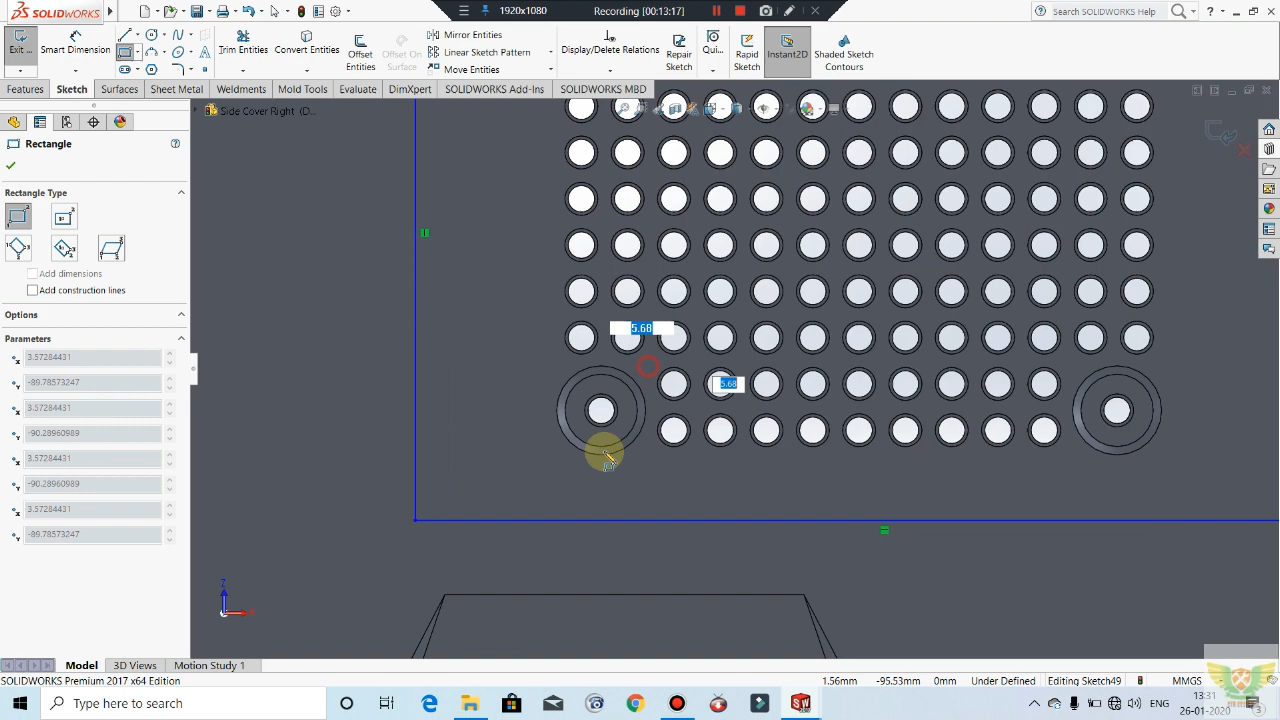 SOLIDWORKS
1920x1080
Recording [00:13:17]
Search SOLIDWORKS Help
Exit ...
Smart Dimension
Trim Entities
Convert Entities
Offset Entities
Offset On Surface
Mirror Entities
Linear Sketch Pattern
Move Entities
Display/Delete Relations
Repair Sketch
Qui...
Rapid Sketch
Instant2D
Shaded Sketch Contours
Features
Sketch
Surfaces
Sheet Metal
Weldments
Mold Tools
Evaluate
DimXpert
SOLIDWORKS Add-Ins
SOLIDWORKS MBD
Side Cover Right (D...
Rectangle
Rectangle Type
Add dimensions
Add construction lines
Options
Parameters
3.57284431
-89.78573247
3.57284431
-90.28960989
3.57284431
-90.28960989
3.57284431
-89.78573247
5.68
5.68
Z
Model
3D Views
Motion Study 1
SOLIDWORKS Premium 2017 x64 Edition
1.56mm
-95.53mm
0mm
Under Defined
Editing Sketch49
MMGS
Type here to search
ENG
13:31
26-01-2020
3